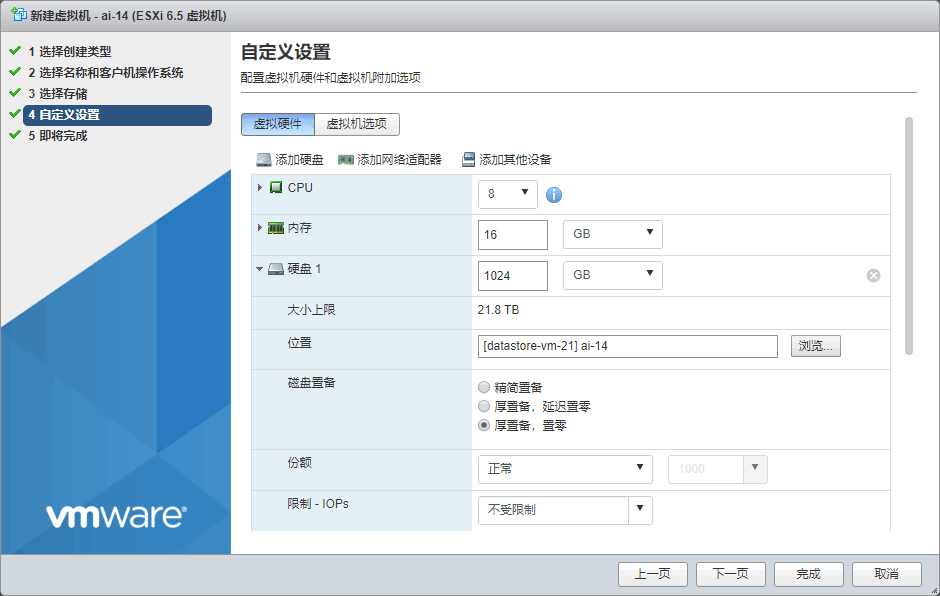 新建虚拟机 - ai-14 (ESXi 6.5 虚拟机)
1 选择创建类型
2 选择名称和客户机操作系统
3 选择存储
4 自定义设置
5 即将完成
vmware®
自定义设置
配置虚拟机硬件和虚拟机附加选项
虚拟硬件 虚拟机选项
添加硬盘 添加网络适配器 添加其他设备
CPU 8
内存 16 GB
硬盘 1 1024 GB
大小上限 21.8 TB
位置 [datastore-vm-21] ai-14 浏览...
磁盘置备
精简置备
厚置备，延迟置零
厚置备，置零
份额 正常 1000
限制 - IOPs 不受限制
上一页 下一页 完成 取消